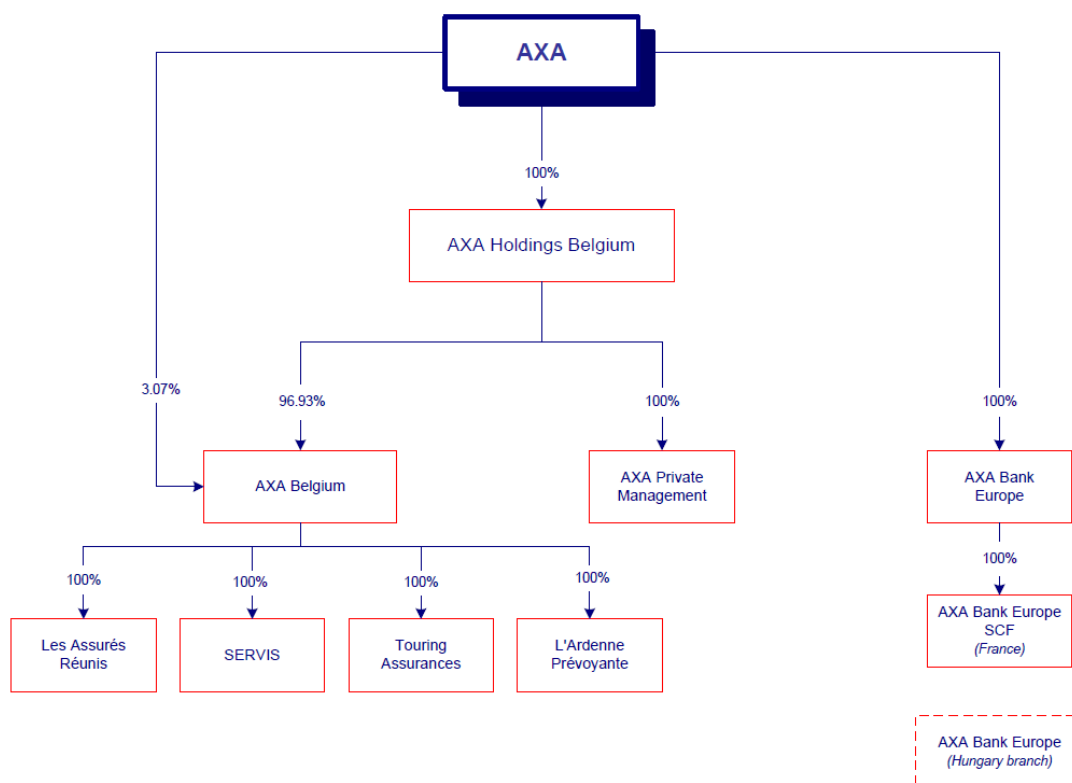 AXA
100%
AXA Holdings Belgium
3.07%
96.93%
100%
100%
AXA Belgium
AXA Private
Management
AXA Bank
Europe
100%
100%
100%
100%
100%
Les Assurés
Réunis
SERVIS
Touring
Assurances
L'Ardenne
Prévoyante
AXA Bank Europe
SCF
(France)
AXA Bank Europe
(Hungary branch)